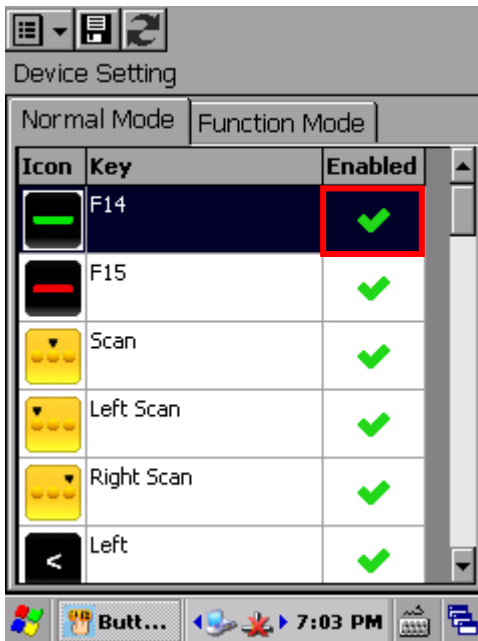 Device Setting
Normal Mode Function Mode
Icon Key Enabled
F14
F15
Scan
Left Scan
Right Scan
< Left
Butt... 7:03 PM